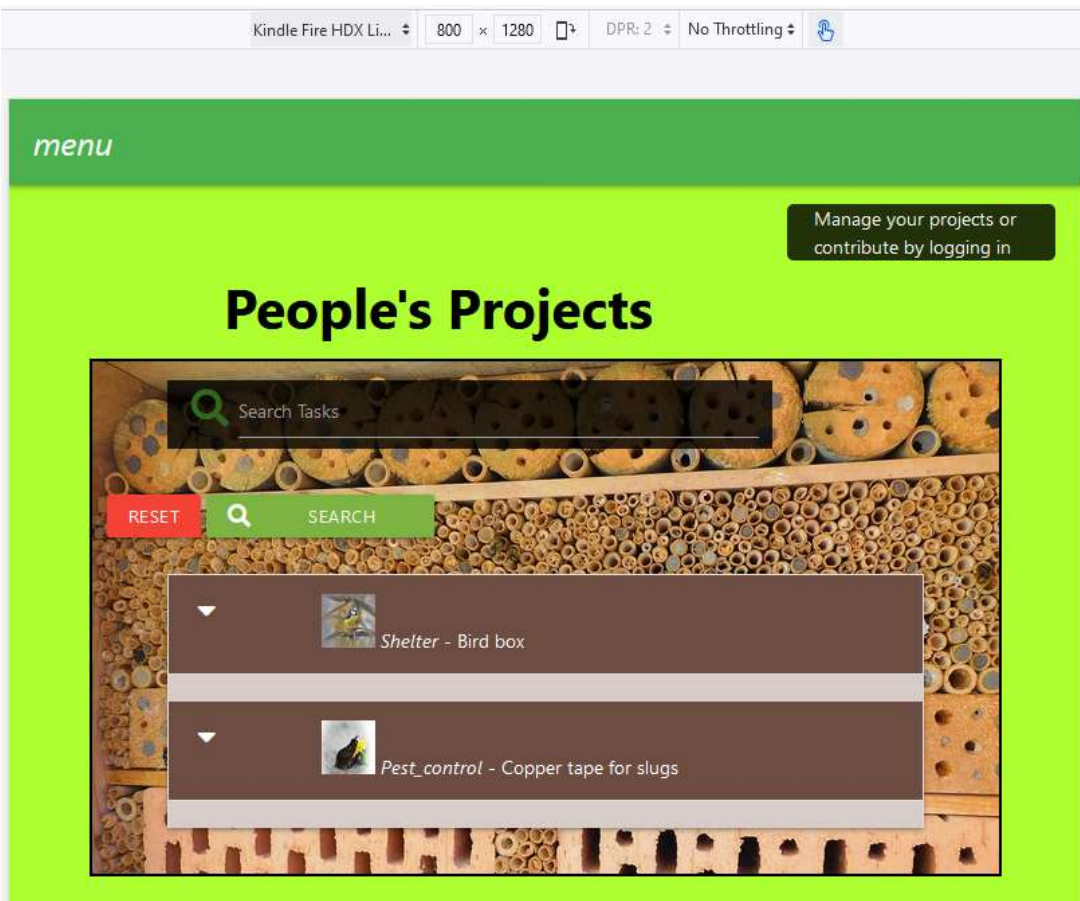 Kindle Fire HDX Li... 800 × 1280 DPR: 2 No Throttling
menu
Manage your projects or
contribute by logging in
People's Projects
Search Tasks
RESET SEARCH
Shelter - Bird box
Pest_control - Copper tape for slugs